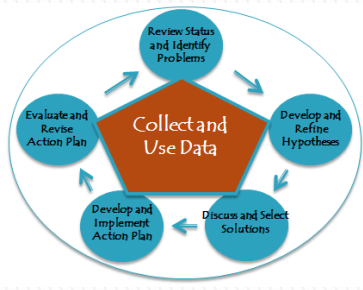 Review Status
and Identify
Problems
Develop and
Refine
Hypotheses
Discuss and Select
Solutions
Develop and
Implement
Action Plan
Evaluate and
Revise
Action Plan
Collect and
Use Data